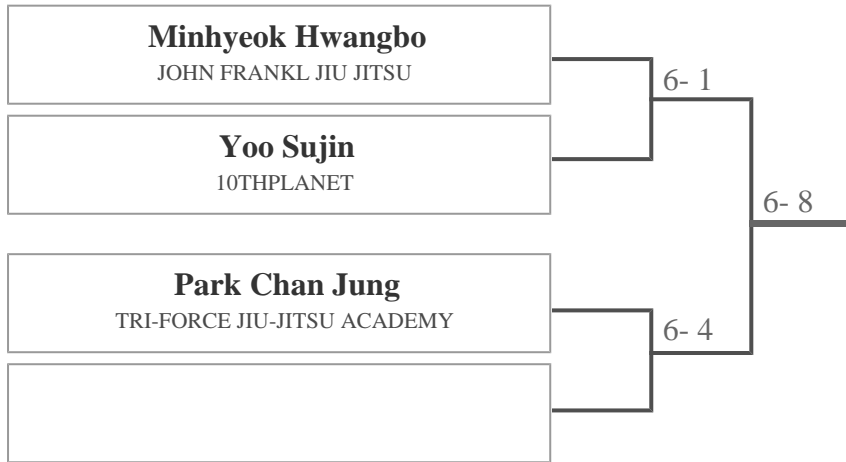 Minhyeok Hwangbo
JOHN FRANKL JIU JITSU
6- 1
Yoo Sujin
10THPLANET
6- 8
Park Chan Jung
TRI-FORCE JIU-JITSU ACADEMY
6- 4